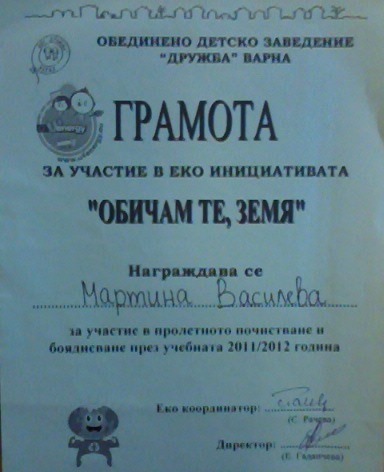 ОБЕДИНЕНО ДЕТСКО ЗАВЕДЕНИЕ
"ДРУЖБА" ВАРНА
ГРАМОТА
ЗА УЧАСТИЕ В ЕКО ИНИЦИАТИВАТА
"ОБИЧАМ ТЕ, ЗЕМЯ"
Награждава се
Мартина Василева
за участие в пролетното почистване и
боядисване през учебната 2011/2012 година
Еко координатор:
(С. Рачева)
Директор: